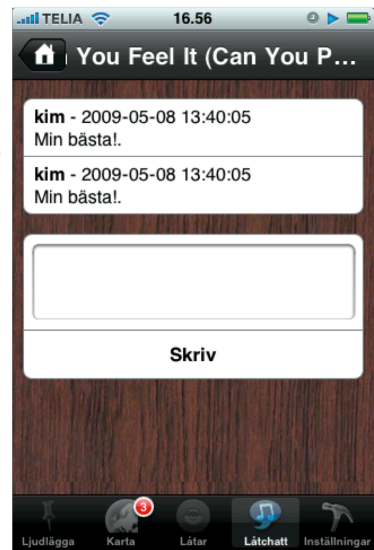 TELIA 16.56
You Feel It (Can You P...
kim - 2009-05-08 13:40:05
Min bästa!.
kim - 2009-05-08 13:40:05
Min bästa!.
Skriv
3
Ljudlägga Karta Låtar Låtchatt Inställningar